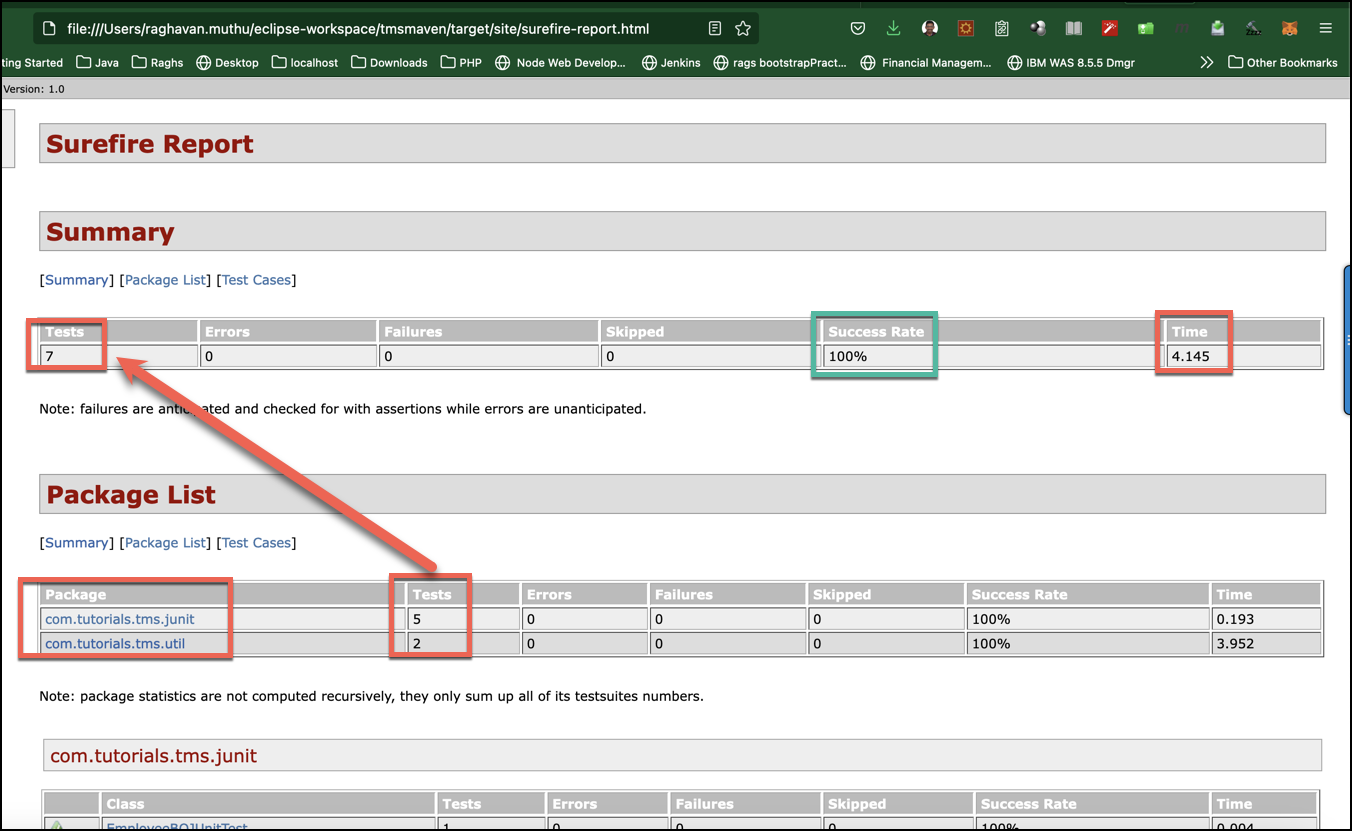 file:///Users/raghavan.muthu/eclipse-workspace/tmsmaven/target/site/surefire-report.html
ting Started Java Raghs Desktop localhost Downloads PHP Node Web Develop... Jenkins rags bootstrapPract... Financial Managem... IBM WAS 8.5.5 Dmgr Other Bookmarks
Version: 1.0
Surefire Report
Summary
[Summary] [Package List] [Test Cases]
Tests Errors Failures Skipped Success Rate Time
7 0 0 0 100% 4.145
Note: failures are anticipated and checked for with assertions while errors are unanticipated.
Package List
[Summary] [Package List] [Test Cases]
Package Tests Errors Failures Skipped Success Rate Time
com.tutorials.tms.junit 5 0 0 0 100% 0.193
com.tutorials.tms.util 2 0 0 0 100% 3.952
Note: package statistics are not computed recursively, they only sum up all of its testsuites numbers.
com.tutorials.tms.junit
Class Tests Errors Failures Skipped Success Rate Time
EmployeeBOJUnitTest 1 0 0 0 100% 0.004